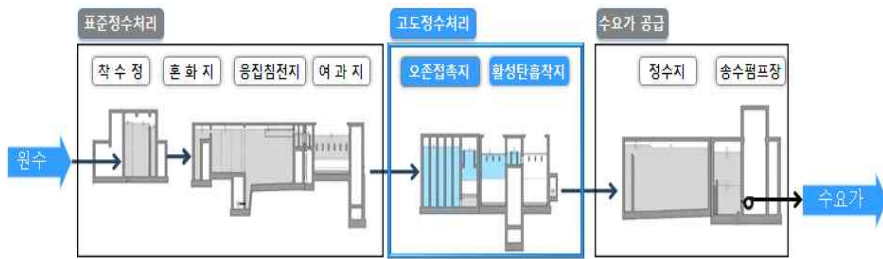 표준정수처리
고도정수처리
수요가 공급
착 수 정
혼 화 지
응집침전지
여 과 지
오존접촉지
활성탄흡착지
정수지
송수펌프장
원수
수요가